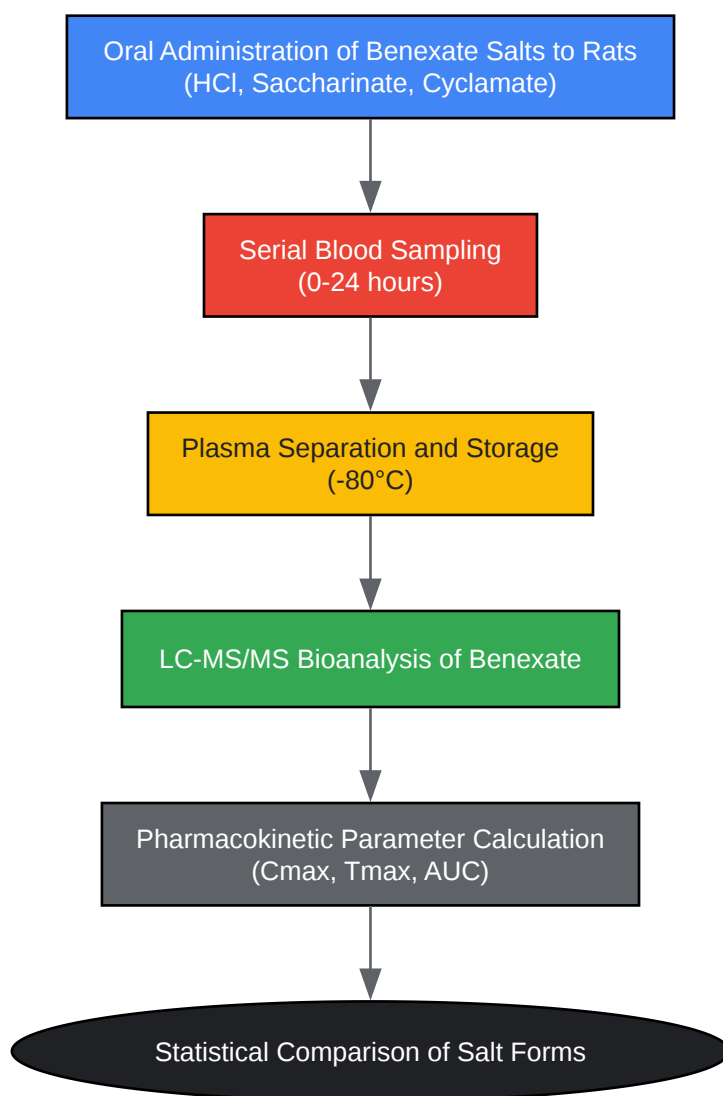 Oral Administration of Benexate Salts to Rats
(HCl, Saccharinate, Cyclamate)
Serial Blood Sampling
(0-24 hours)
Plasma Separation and Storage
(-80°C)
LC-MS/MS Bioanalysis of Benexate
Pharmacokinetic Parameter Calculation
(Cmax, Tmax, AUC)
Statistical Comparison of Salt Forms